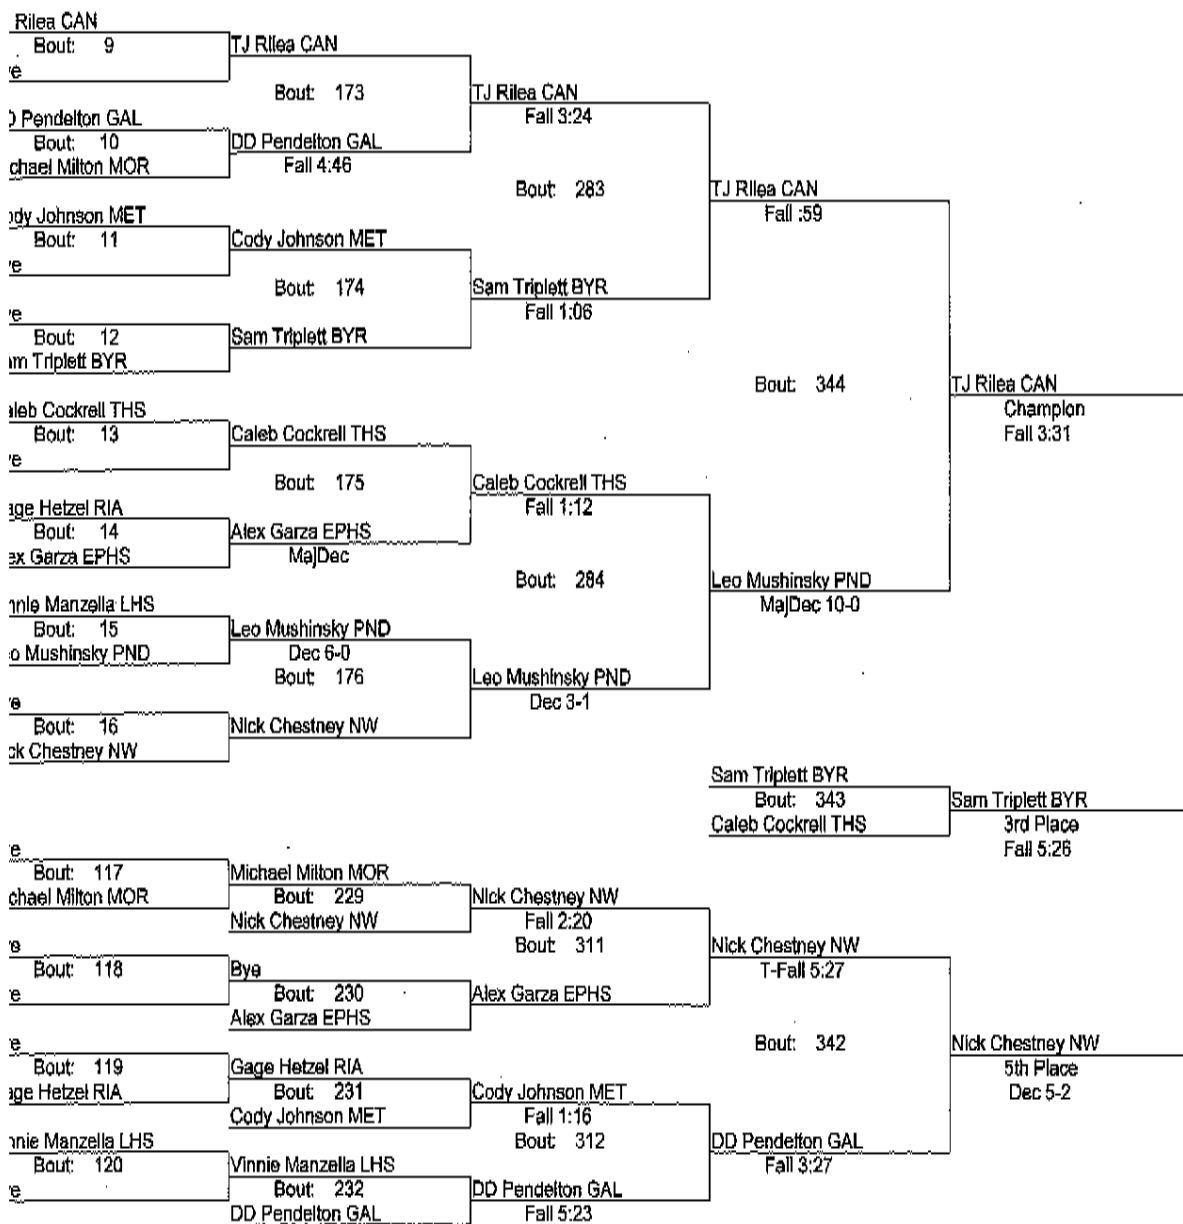 Rilea CAN
Bout: 9
TJ Rilea CAN
Bout: 173
TJ Rilea CAN
Fall 3:24
Pendelton GAL
Bout: 10
DD Pendelton GAL
Michael Milton MOR
Fall 4:46
Bout: 283
TJ Rilea CAN
Fall :59
Johnson MET
Bout: 11
Cody Johnson MET
Bout: 174
Sam Triplett BYR
Fall 1:06
Bout: 12
Sam Triplett BYR
Triplett BYR
Bout: 344
TJ Rilea CAN
Champion
Fall 3:31
Cockrell THS
Bout: 13
Caleb Cockrell THS
Bout: 175
Caleb Cockrell THS
Fall 1:12
Hetzel RIA
Bout: 14
Alex Garza EPHS
Garza EPHS
MajDec
Bout: 284
Leo Mushinsky PND
MajDec 10-0
Manzella LHS
Bout: 15
Leo Mushinsky PND
Mushinsky PND
Dec 6-0
Bout: 176
Leo Mushinsky PND
Dec 3-1
Bout: 16
Nick Chestney NW
Chestney NW
Sam Triplett BYR
Bout: 343
Sam Triplett BYR
Caleb Cockrell THS
3rd Place
Fall 5:26
Bout: 117
Michael Milton MOR
Milton MOR
Bout: 229
Nick Chestney NW
Nick Chestney NW
Fall 2:20
Bout: 311
Nick Chestney NW
T-Fall 5:27
Bout: 118
Bye
Bout: 230
Alex Garza EPHS
Alex Garza EPHS
Bout: 342
Nick Chestney NW
5th Place
Dec 5-2
Bout: 119
Gage Hetzel RIA
Hetzel RIA
Bout: 231
Cody Johnson MET
Cody Johnson MET
Fall 1:16
Bout: 312
DD Pendelton GAL
Fall 3:27
Manzella LHS
Bout: 120
Vinnie Manzella LHS
Bout: 232
DD Pendelton GAL
DD Pendelton GAL
Fall 5:23